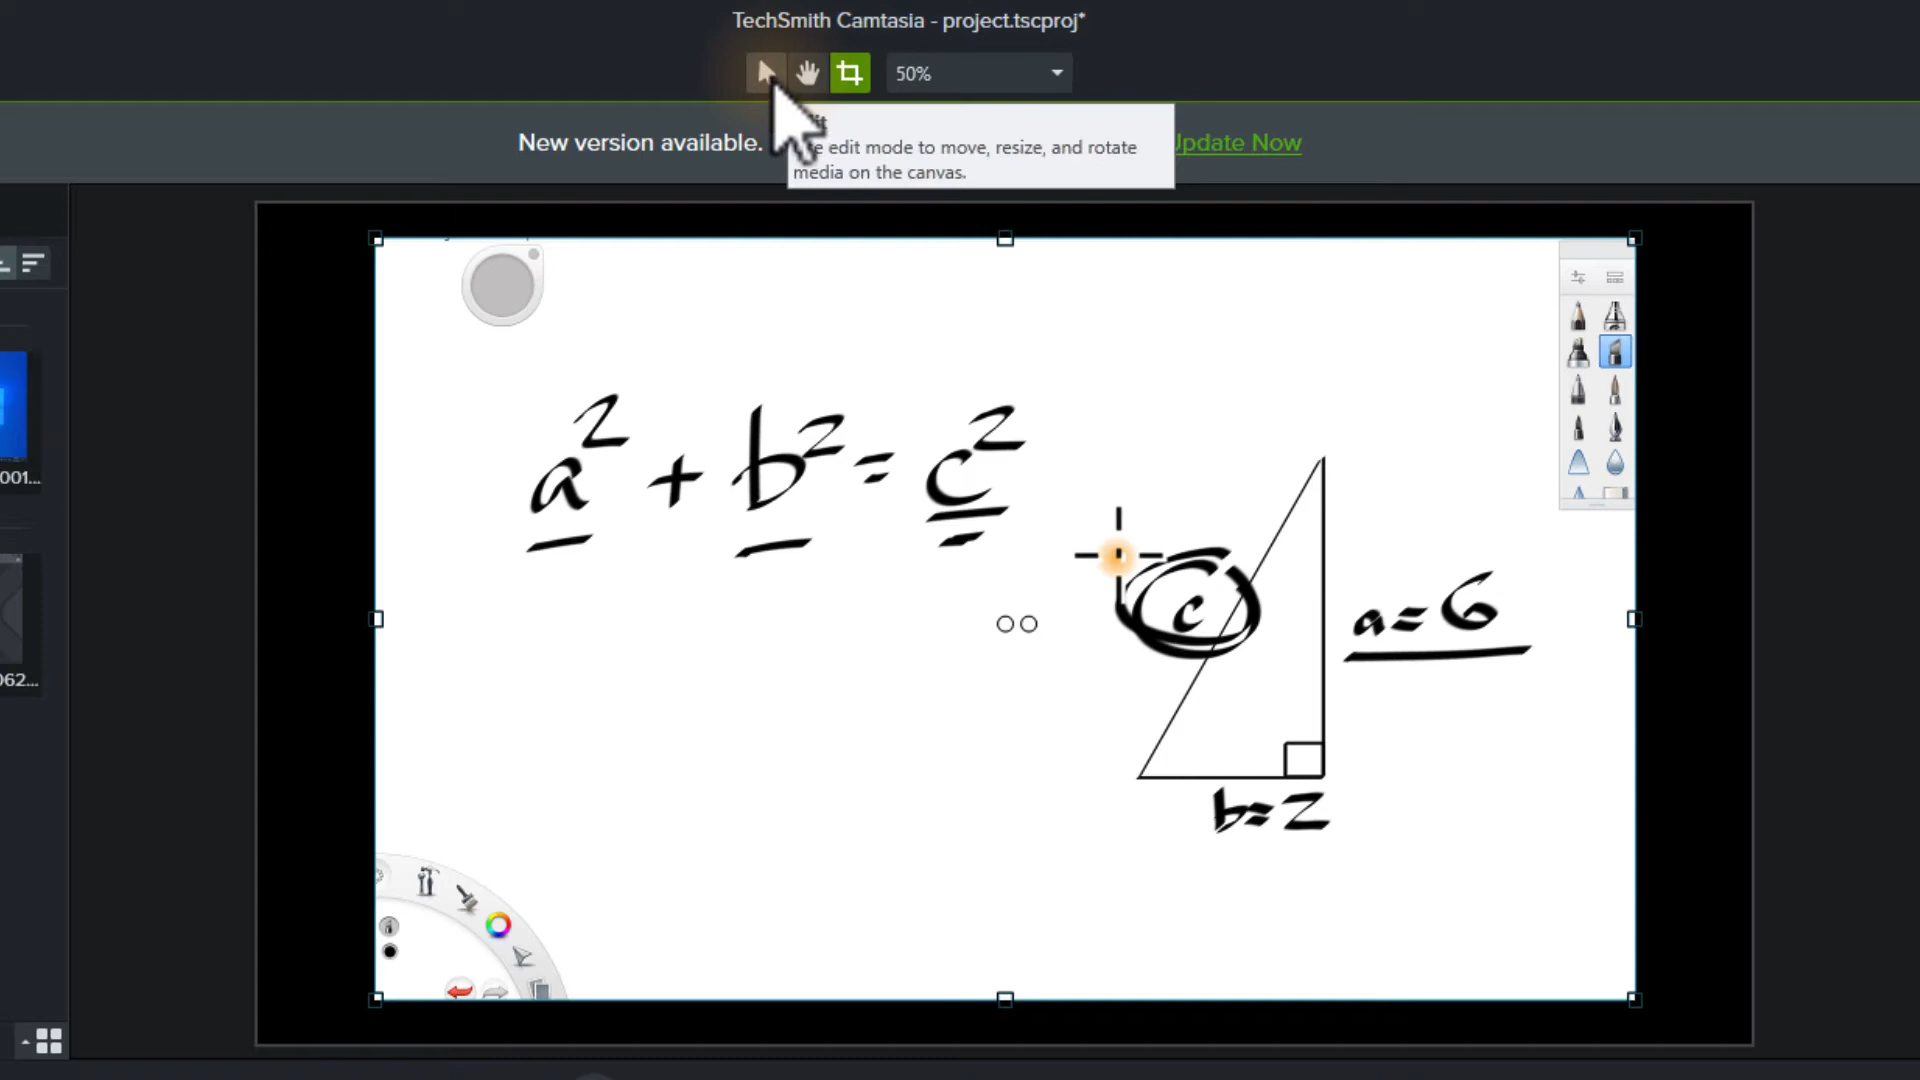 TechSmith Camtasia - project.tscproj*
50%
New version available.
Update Now
edit mode to move, resize, and rotate
media on the canvas.
a² + b² = c²
c
a = 6
b = 2
001...
062...